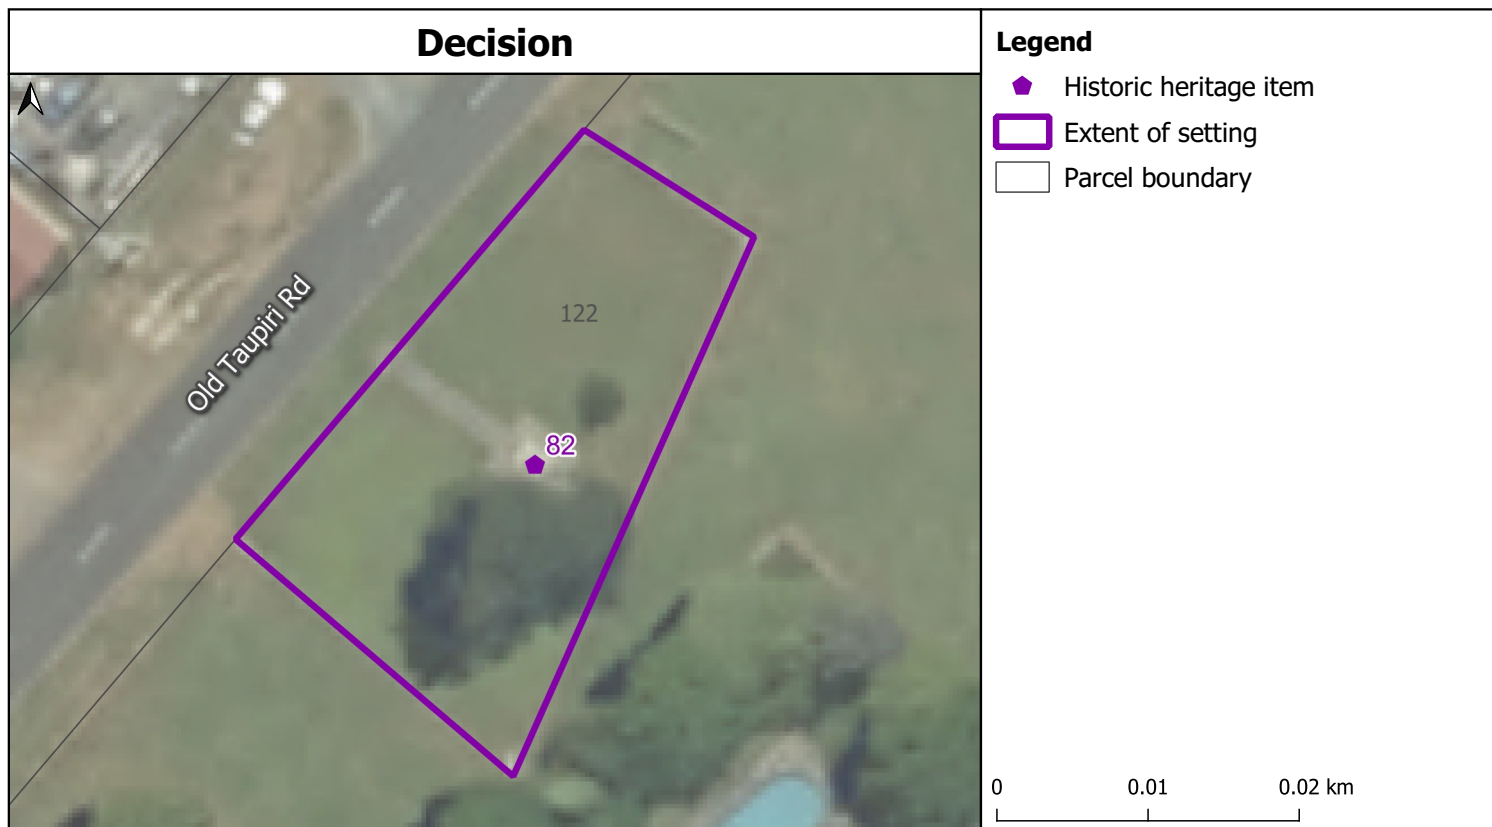 Decision
Old Taupiri Rd
122
82
Legend
Historic heritage item
Extent of setting
Parcel boundary
0 0.01 0.02 km